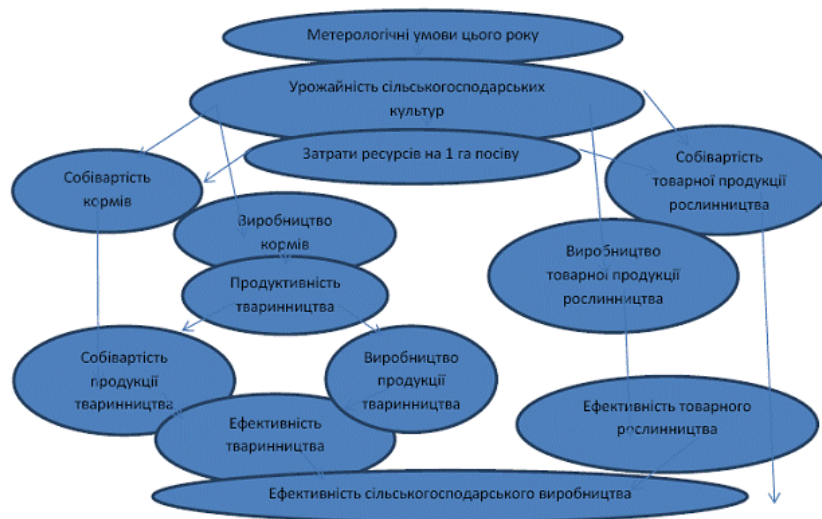 Метерологічні умови цього року
Урожайність сільськогосподарських
культур
Затрати ресурсів на 1 га посіву
Собівартість
товарної продукції
рослинництва
Собівартість
кормів
Виробництво
кормів
Виробництво
товарної продукції
рослинництва
Продуктивність
тваринництва
Собівартість
продукції
тваринництва
Виробництво
продукції
тваринництва
Ефективність
тваринництва
Ефективність товарного
рослинництва
Ефективність сільськогосподарського виробництва